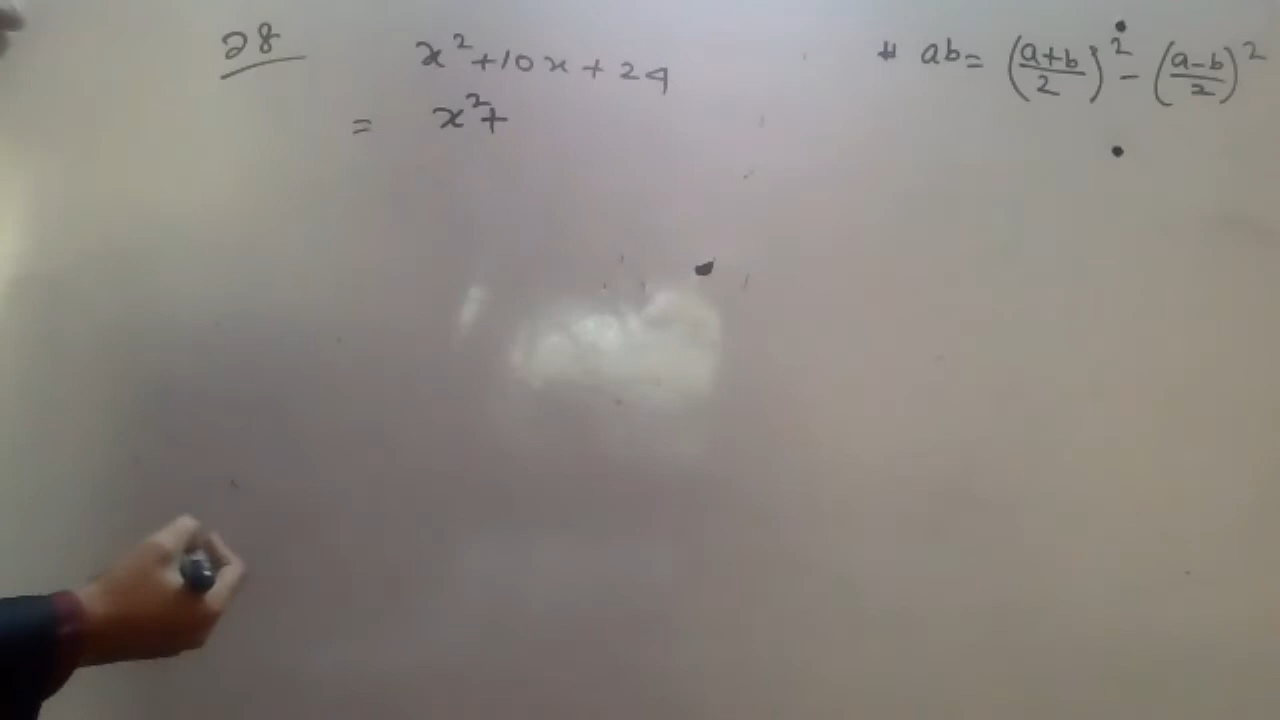 28
x²+10x+24
= x²+
# ab = (a+b/2)² - (a-b/2)²